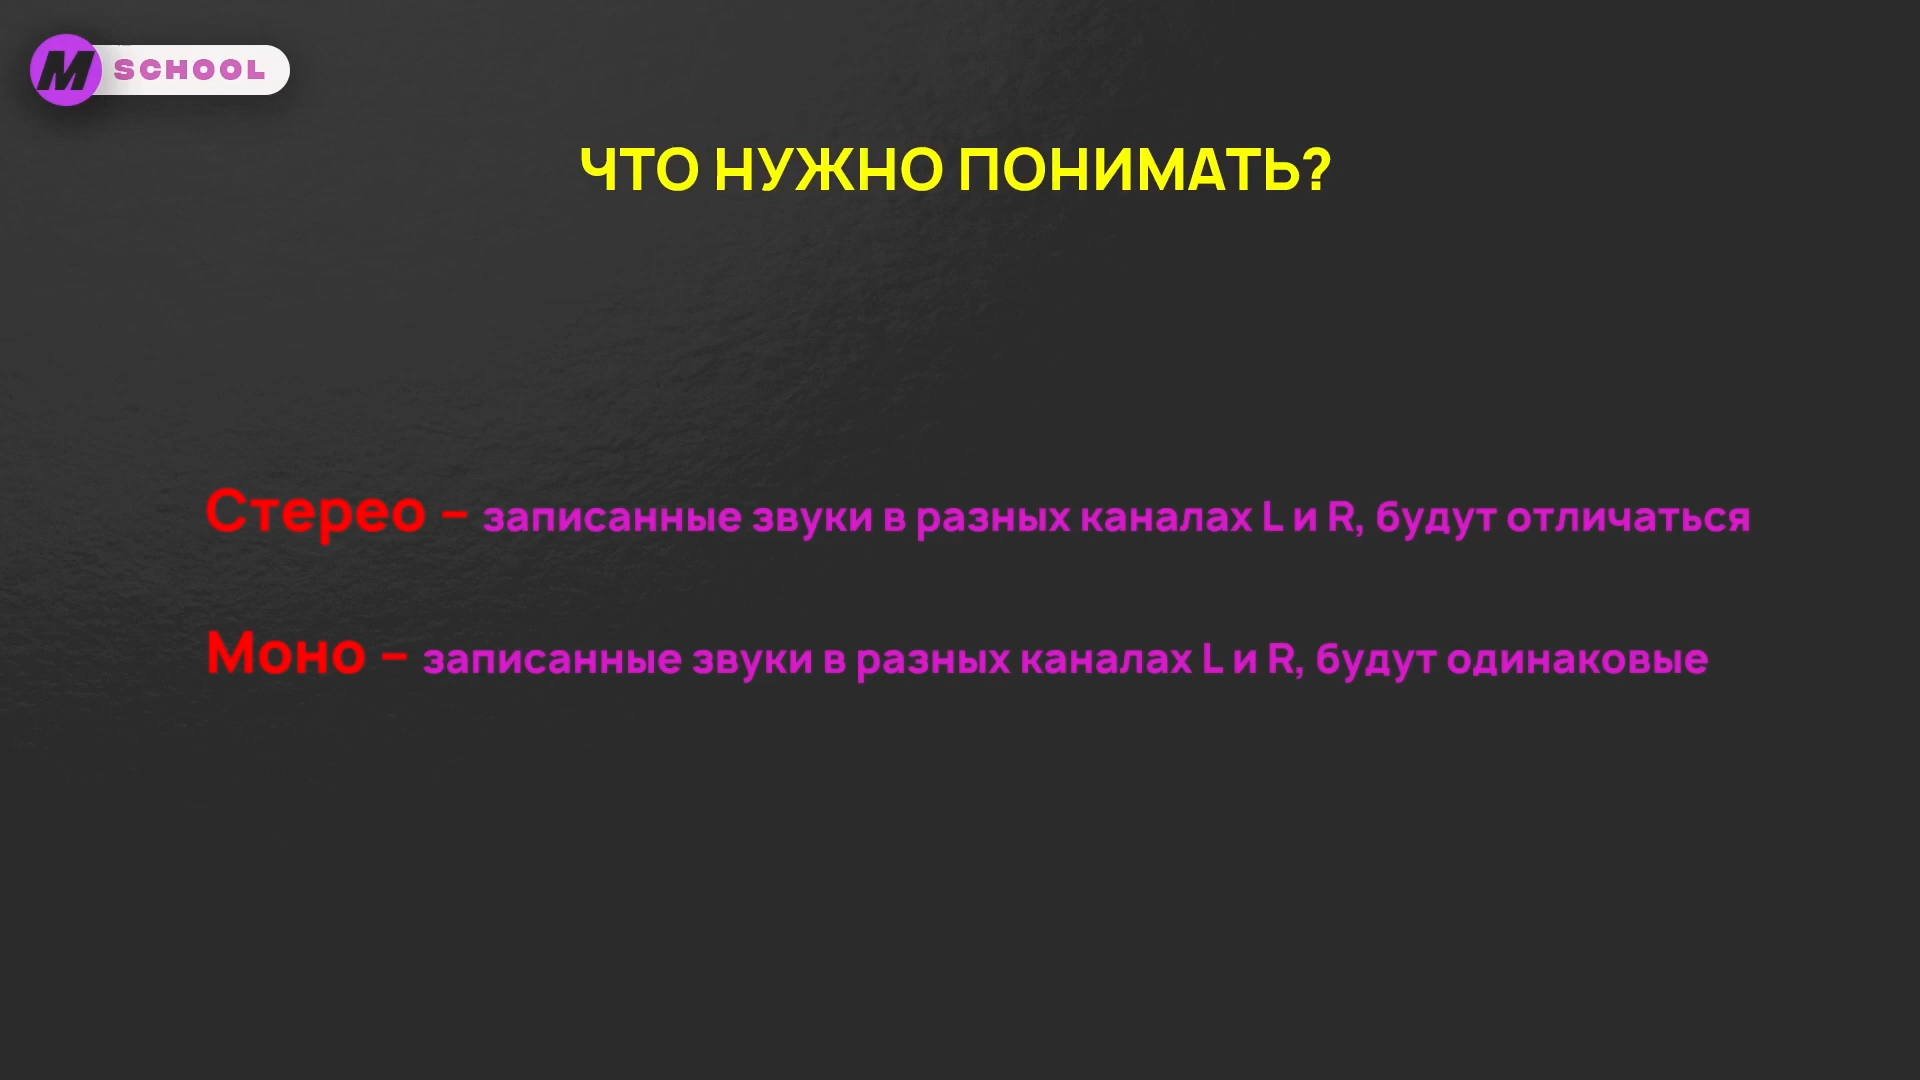 M SCHOOL
ЧТО НУЖНО ПОНИМАТЬ?
Стерео – записанные звуки в разных каналах L и R, будут отличаться
Моно – записанные звуки в разных каналах L и R, будут одинаковые